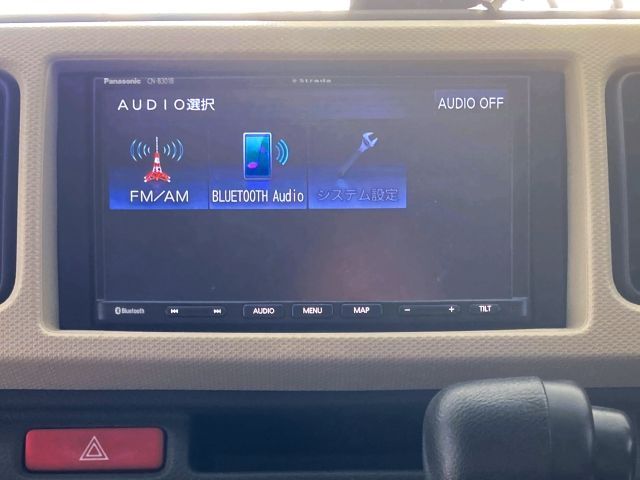 Panasonic CN-B301B Strada
AUDIO選択 AUDIO OFF
FM/AM BLUETOOTH Audio システム設定
Bluetooth AUDIO MENU MAP − + TILT